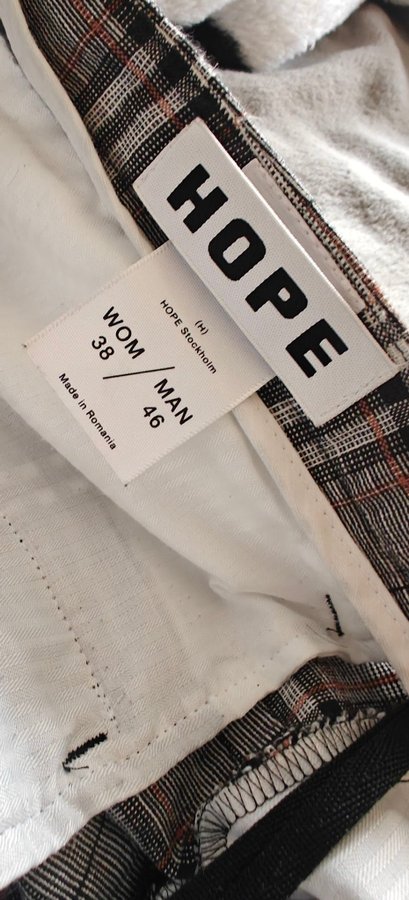 HOPE
(H)
HOPE Stockholm
WOM / MAN
38 46
Made in Romania